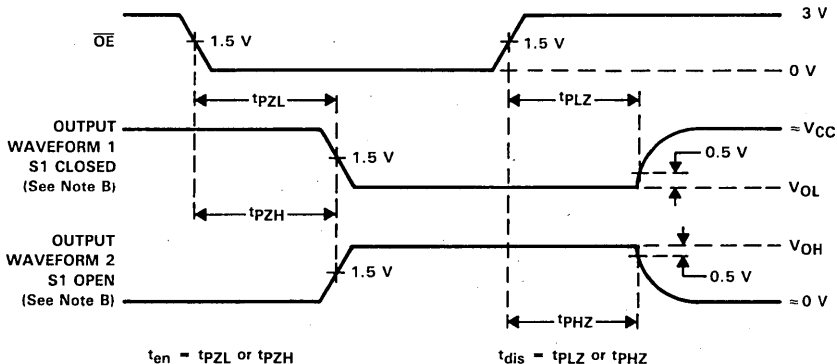 3 V
OE
1.5 V
1.5 V
0 V
tPZL
tPLZ
OUTPUT
WAVEFORM 1
S1 CLOSED
(See Note B)
≈ VCC
0.5 V
1.5 V
VOL
tPZH
OUTPUT
WAVEFORM 2
S1 OPEN
(See Note B)
VOH
1.5 V
0.5 V
≈ 0 V
tPHZ
ten = tPZL or tPZH
tdis = tPLZ or tPHZ